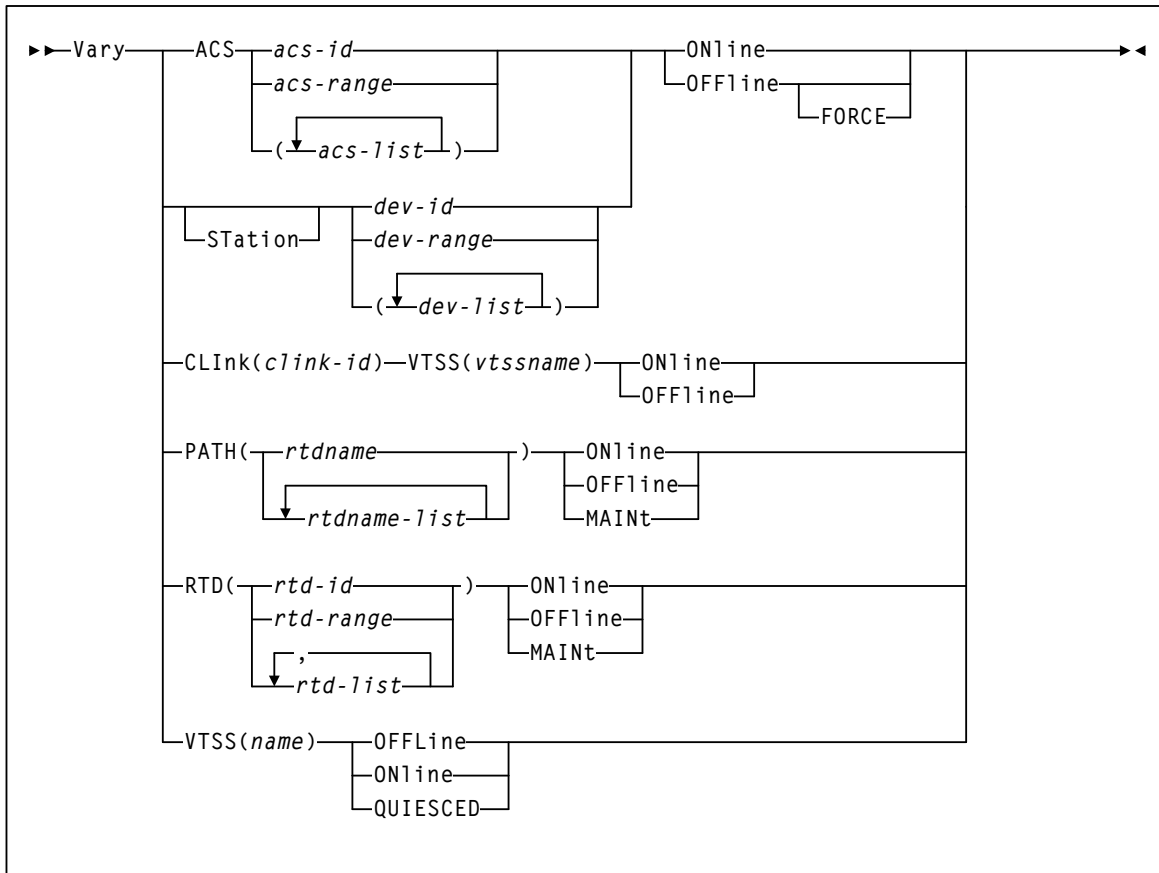 Vary ACS acs-id ONline
acs-range OFFline
FORCE
( acs-list )
dev-id
STation dev-range
( dev-list )
CLInk(clink-id) VTSS(vtssname) ONline
OFFline
PATH( rtdname ) ONline
OFFline
rtdname-list MAINt
RTD( rtd-id ) ONline
rtd-range OFFline
, MAINt
rtd-list
VTSS(name) OFFLine
ONline
QUIESCED